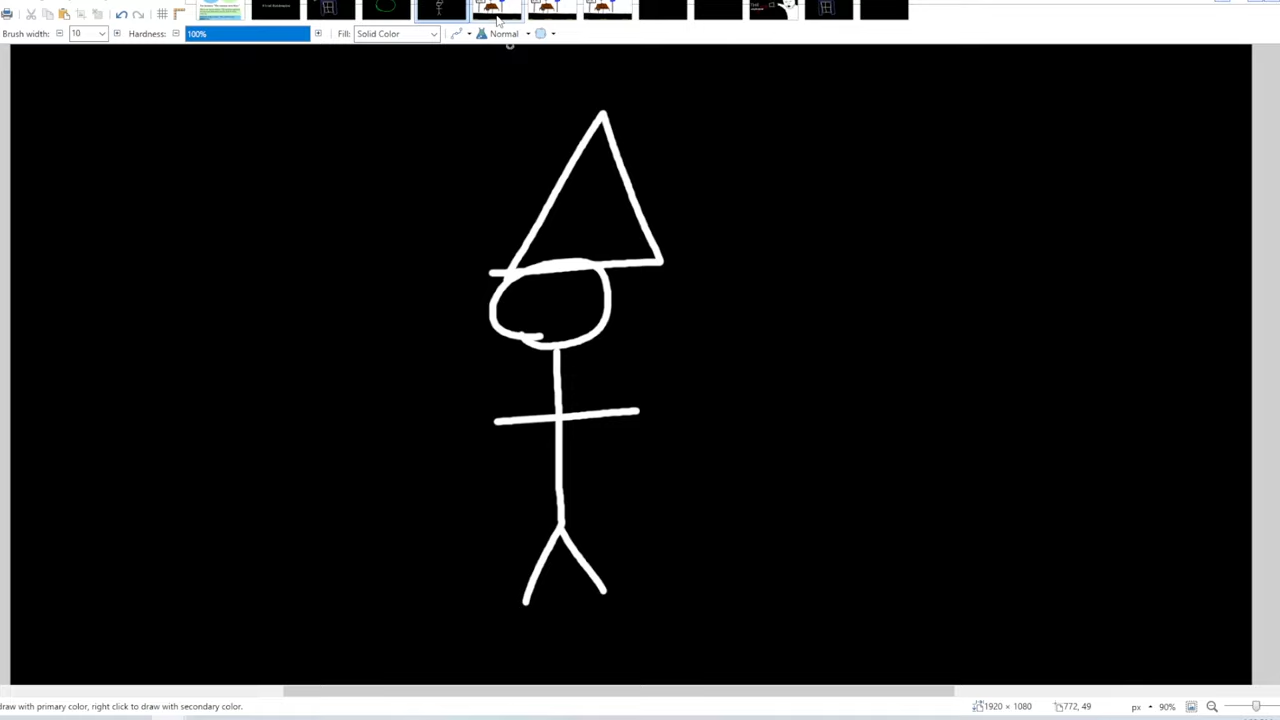 Brush width: 10 Hardness: 100% Fill: Solid Color Normal
draw with primary color, right click to draw with secondary color. 1920 × 1080 772, 49 px 90%